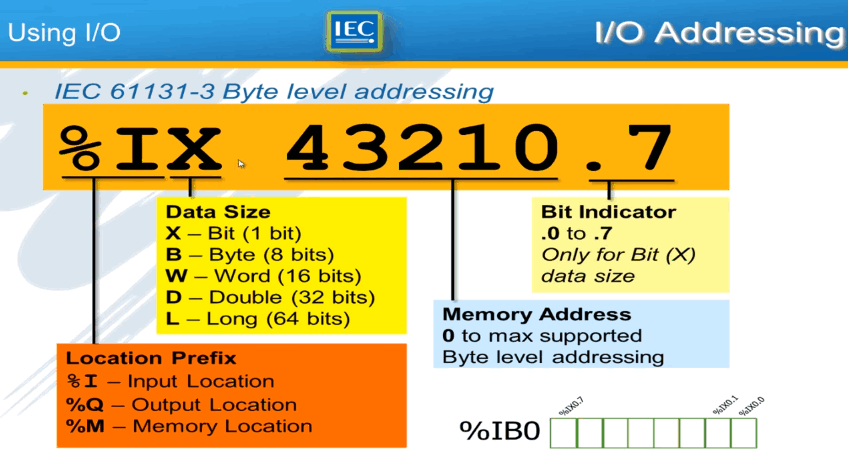 Using I/O
IEC
I/O Addressing
• IEC 61131-3 Byte level addressing
%IX 43210.7
Data Size
X – Bit (1 bit)
B – Byte (8 bits)
W – Word (16 bits)
D – Double (32 bits)
L – Long (64 bits)
Bit Indicator
.0 to .7
Only for Bit (X)
data size
Memory Address
0 to max supported
Byte level addressing
Location Prefix
%I – Input Location
%Q – Output Location
%M – Memory Location
%IB0
%IX0.7
%IX0.1
%IX0.0